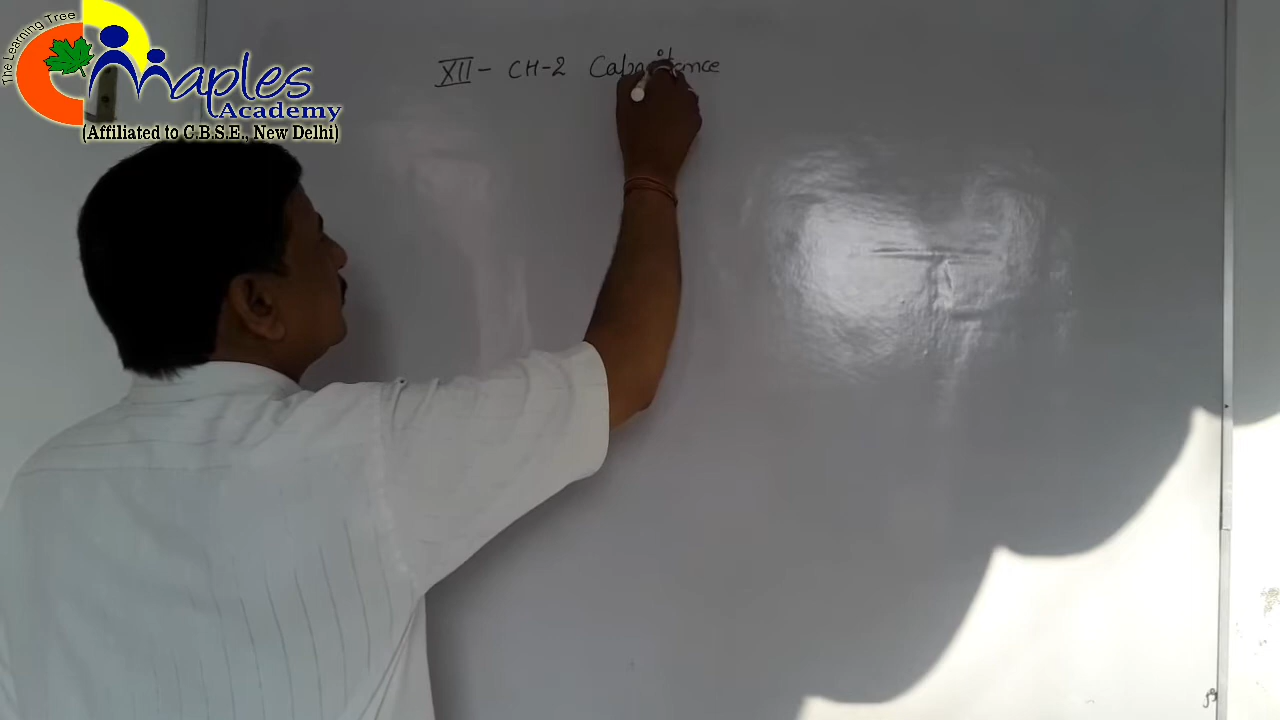 The Learning Tree
Maples
Academy
(Affiliated to C.B.S.E., New Delhi)
XII - CH-2